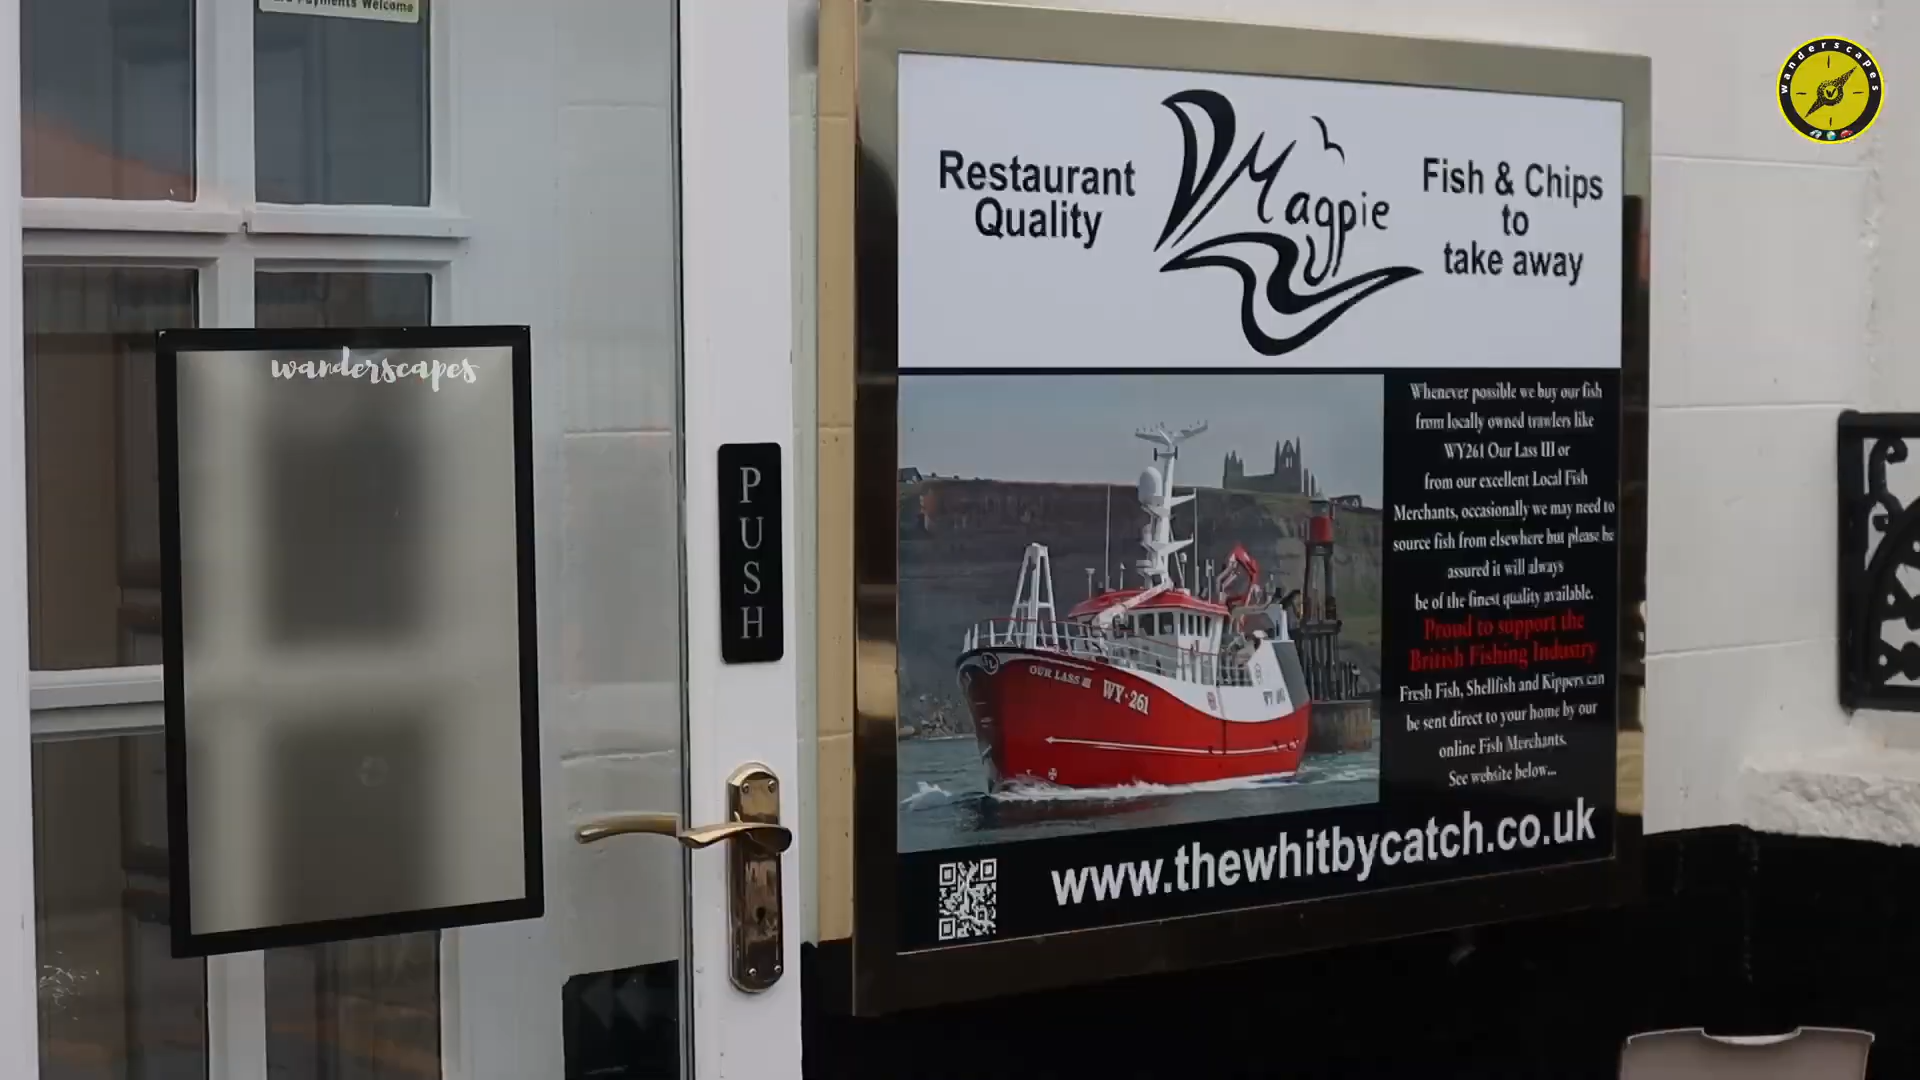 Payments Welcome
wanderscapes
PUSH
Restaurant
Quality
Magpie
Fish & Chips
to
take away
Whenever possible we buy our fish
from locally owned trawlers like
WY261 Our Lass III or
from our excellent Local Fish
Merchants, occasionally we may need to
source fish from elsewhere but please be
assured it will always
be of the finest quality available.
Proud to support the
British Fishing Industry
Fresh Fish, Shellfish and Kippers can
be sent direct to your home by our
online Fish Merchants.
See website below...
OUR LASS III
WY-261
www.thewhitbycatch.co.uk
wanderscapes